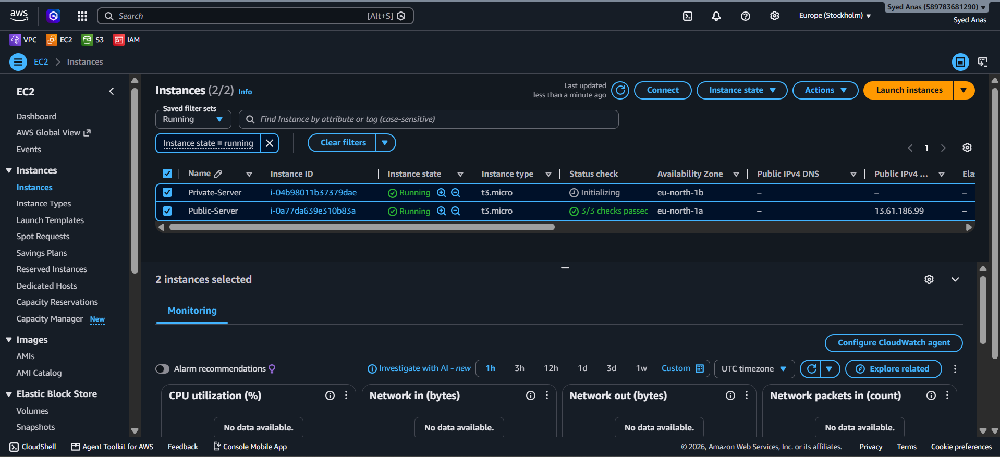 aws
Search
[Alt+S]
Europe (Stockholm)
Syed Anas (589783681290)
Syed Anas
VPC
EC2
S3
IAM
EC2
Instances
EC2
Dashboard
AWS Global View
Events
Instances
Instances
Instance Types
Launch Templates
Spot Requests
Savings Plans
Reserved Instances
Dedicated Hosts
Capacity Reservations
Capacity Manager New
Images
AMIs
AMI Catalog
Elastic Block Store
Volumes
Snapshots
Instances (2/2) Info
Last updated
less than a minute ago
Connect
Instance state
Actions
Launch instances
Saved filter sets
Running
Find Instance by attribute or tag (case-sensitive)
Instance state = running
Clear filters
1
Name Instance ID Instance state Instance type Status check Availability Zone Public IPv4 DNS Public IPv4 ... Ela
Private-Server i-04b98011b37379dae Running t3.micro Initializing eu-north-1b – – –
Public-Server i-0a77da639e310b83a Running t3.micro 3/3 checks passec eu-north-1a – 13.61.186.99 –
2 instances selected
Monitoring
Configure CloudWatch agent
Alarm recommendations
Investigate with AI - new
1h 3h 12h 1d 3d 1w Custom
UTC timezone
Explore related
CPU utilization (%)
No data available.
Network in (bytes)
No data available.
Network out (bytes)
No data available.
Network packets in (count)
No data available.
CloudShell
Agent Toolkit for AWS
Feedback
Console Mobile App
© 2026, Amazon Web Services, Inc. or its affiliates.
Privacy
Terms
Cookie preferences